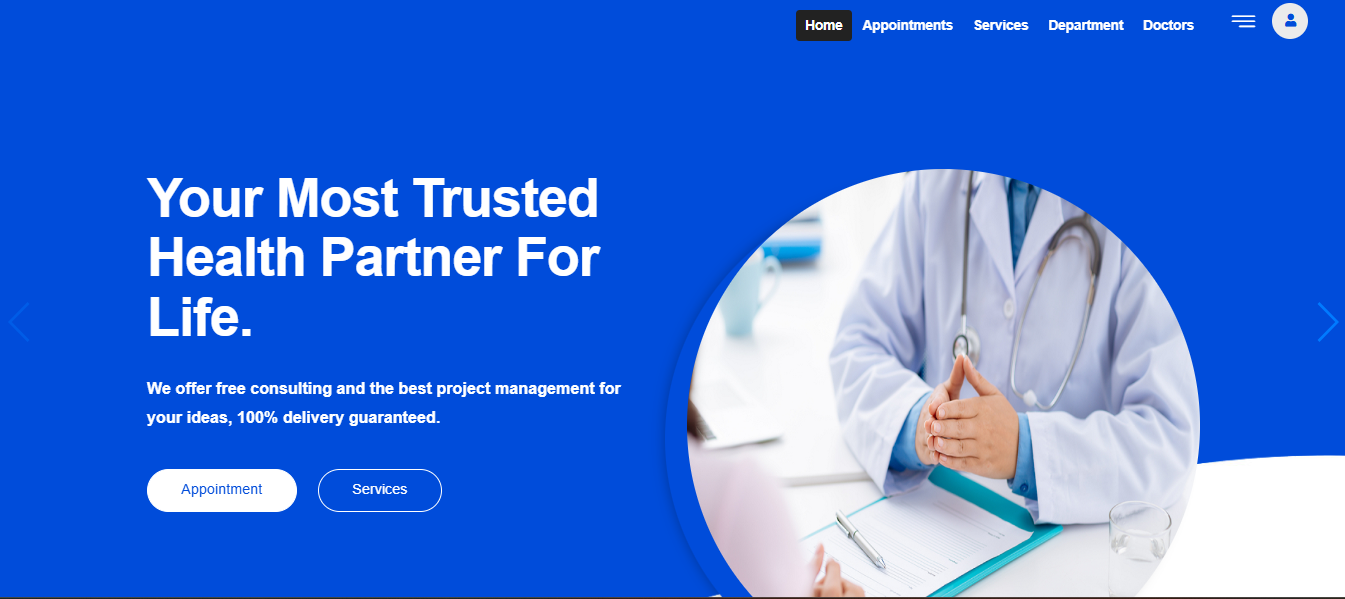 Home Appointments Services Department Doctors
Your Most Trusted
Health Partner For
Life.
We offer free consulting and the best project management for
your ideas, 100% delivery guaranteed.
Appointment Services